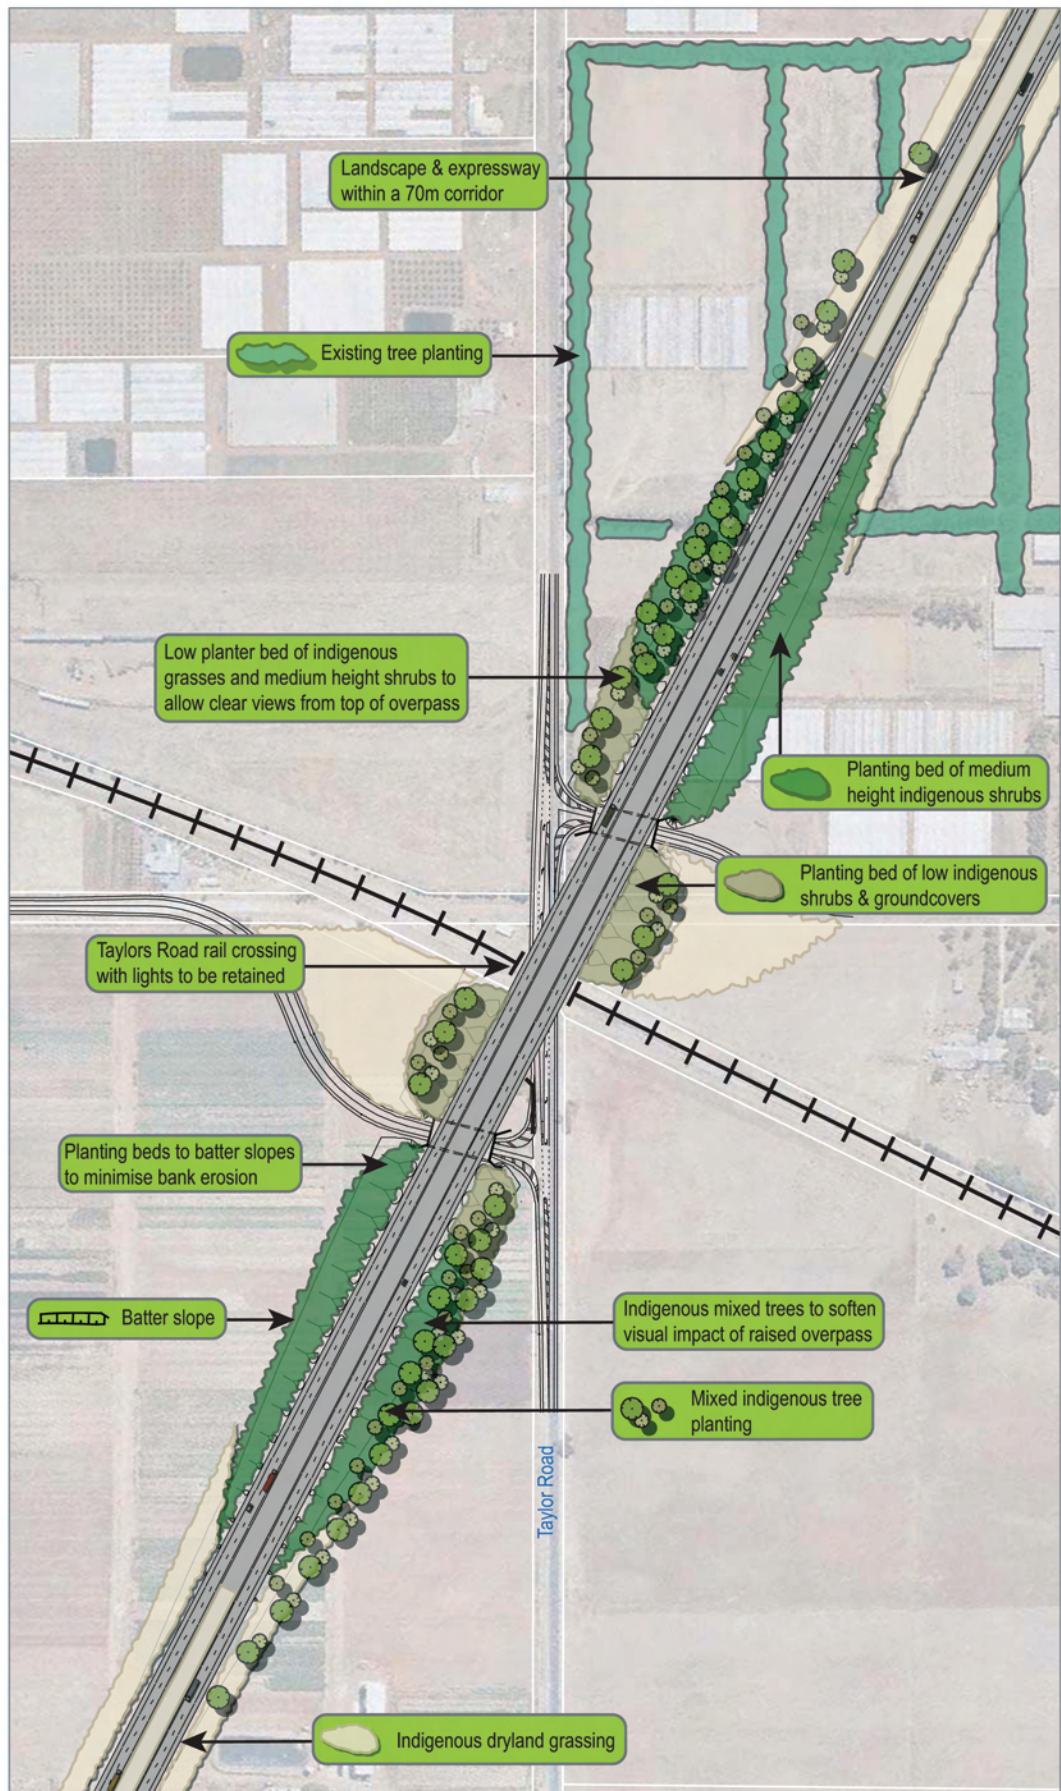 Landscape & expressway
within a 70m corridor
Existing tree planting
Low planter bed of indigenous
grasses and medium height shrubs to
allow clear views from top of overpass
Planting bed of medium
height indigenous shrubs
Planting bed of low indigenous
shrubs & groundcovers
Taylors Road rail crossing
with lights to be retained
Planting beds to batter slopes
to minimise bank erosion
Batter slope
Indigenous mixed trees to soften
visual impact of raised overpass
Mixed indigenous tree
planting
Taylor Road
Indigenous dryland grassing